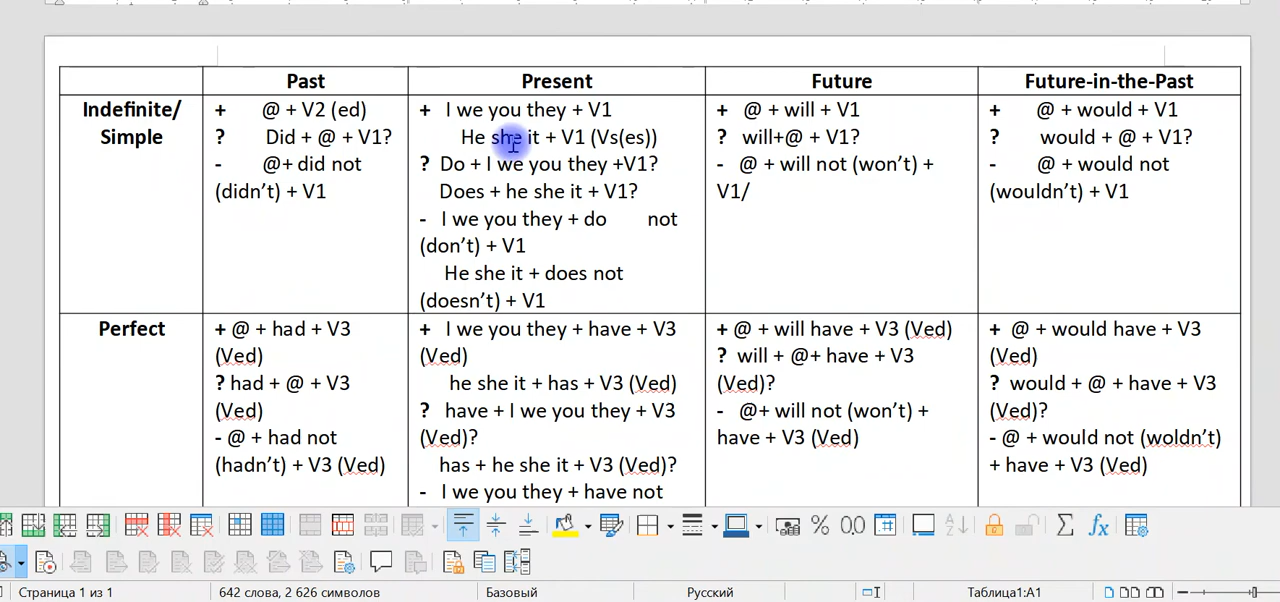 Past Present Future Future-in-the-Past
Indefinite/
Simple
+ @ + V2 (ed)
? Did + @ + V1?
- @+ did not
(didn’t) + V1
+ I we you they + V1
He she it + V1 (Vs(es))
? Do + I we you they +V1?
Does + he she it + V1?
- I we you they + do not
(don’t) + V1
He she it + does not
(doesn’t) + V1
+ @ + will + V1
? will+@ + V1?
- @ + will not (won’t) +
V1/
+ @ + would + V1
? would + @ + V1?
- @ + would not
(wouldn’t) + V1
Perfect
+ @ + had + V3
(Ved)
? had + @ + V3
(Ved)
- @ + had not
(hadn’t) + V3 (Ved)
+ I we you they + have + V3
(Ved)
he she it + has + V3 (Ved)
? have + I we you they + V3
(Ved)?
has + he she it + V3 (Ved)?
- I we you they + have not
+ @ + will have + V3 (Ved)
? will + @+ have + V3
(Ved)?
- @+ will not (won’t) +
have + V3 (Ved)
+ @ + would have + V3
(Ved)
? would + @ + have + V3
(Ved)?
- @ + would not (woldn’t)
+ have + V3 (Ved)
Страница 1 из 1 642 слова, 2 626 символов Базовый Русский Таблица1:A1